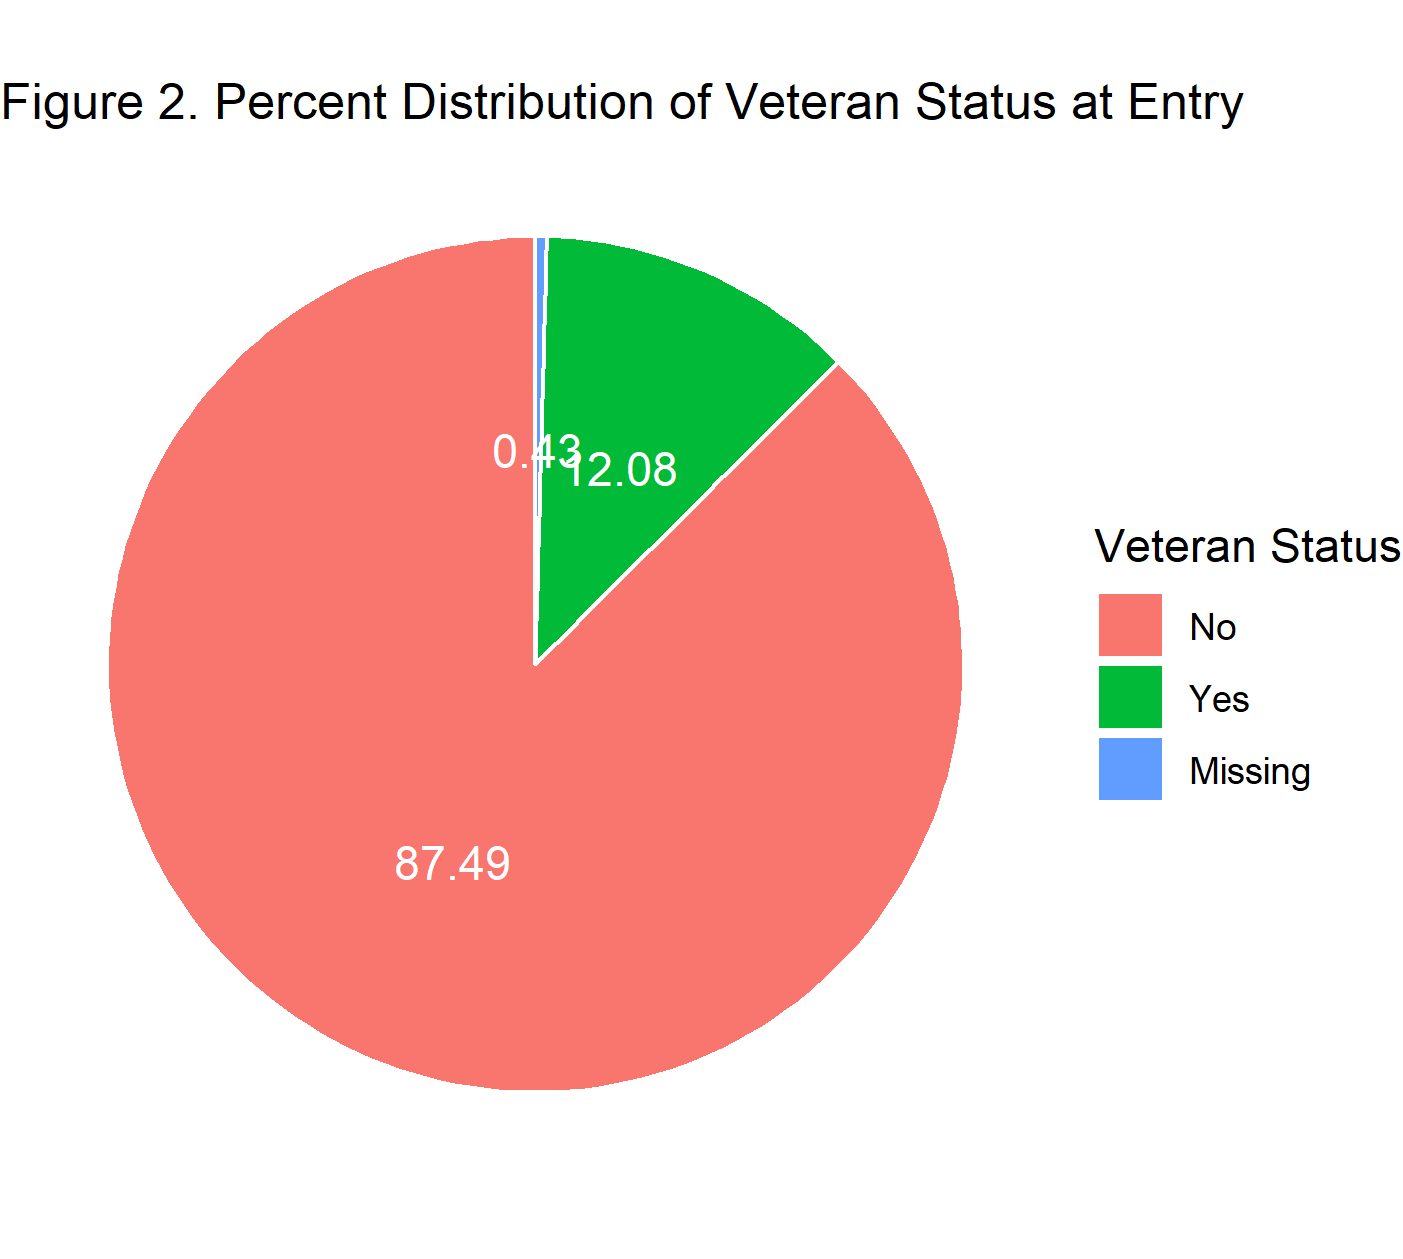 Figure 2. Percent Distribution of Veteran Status at Entry
0.43
12.08
87.49
Veteran Status
No
Yes
Missing